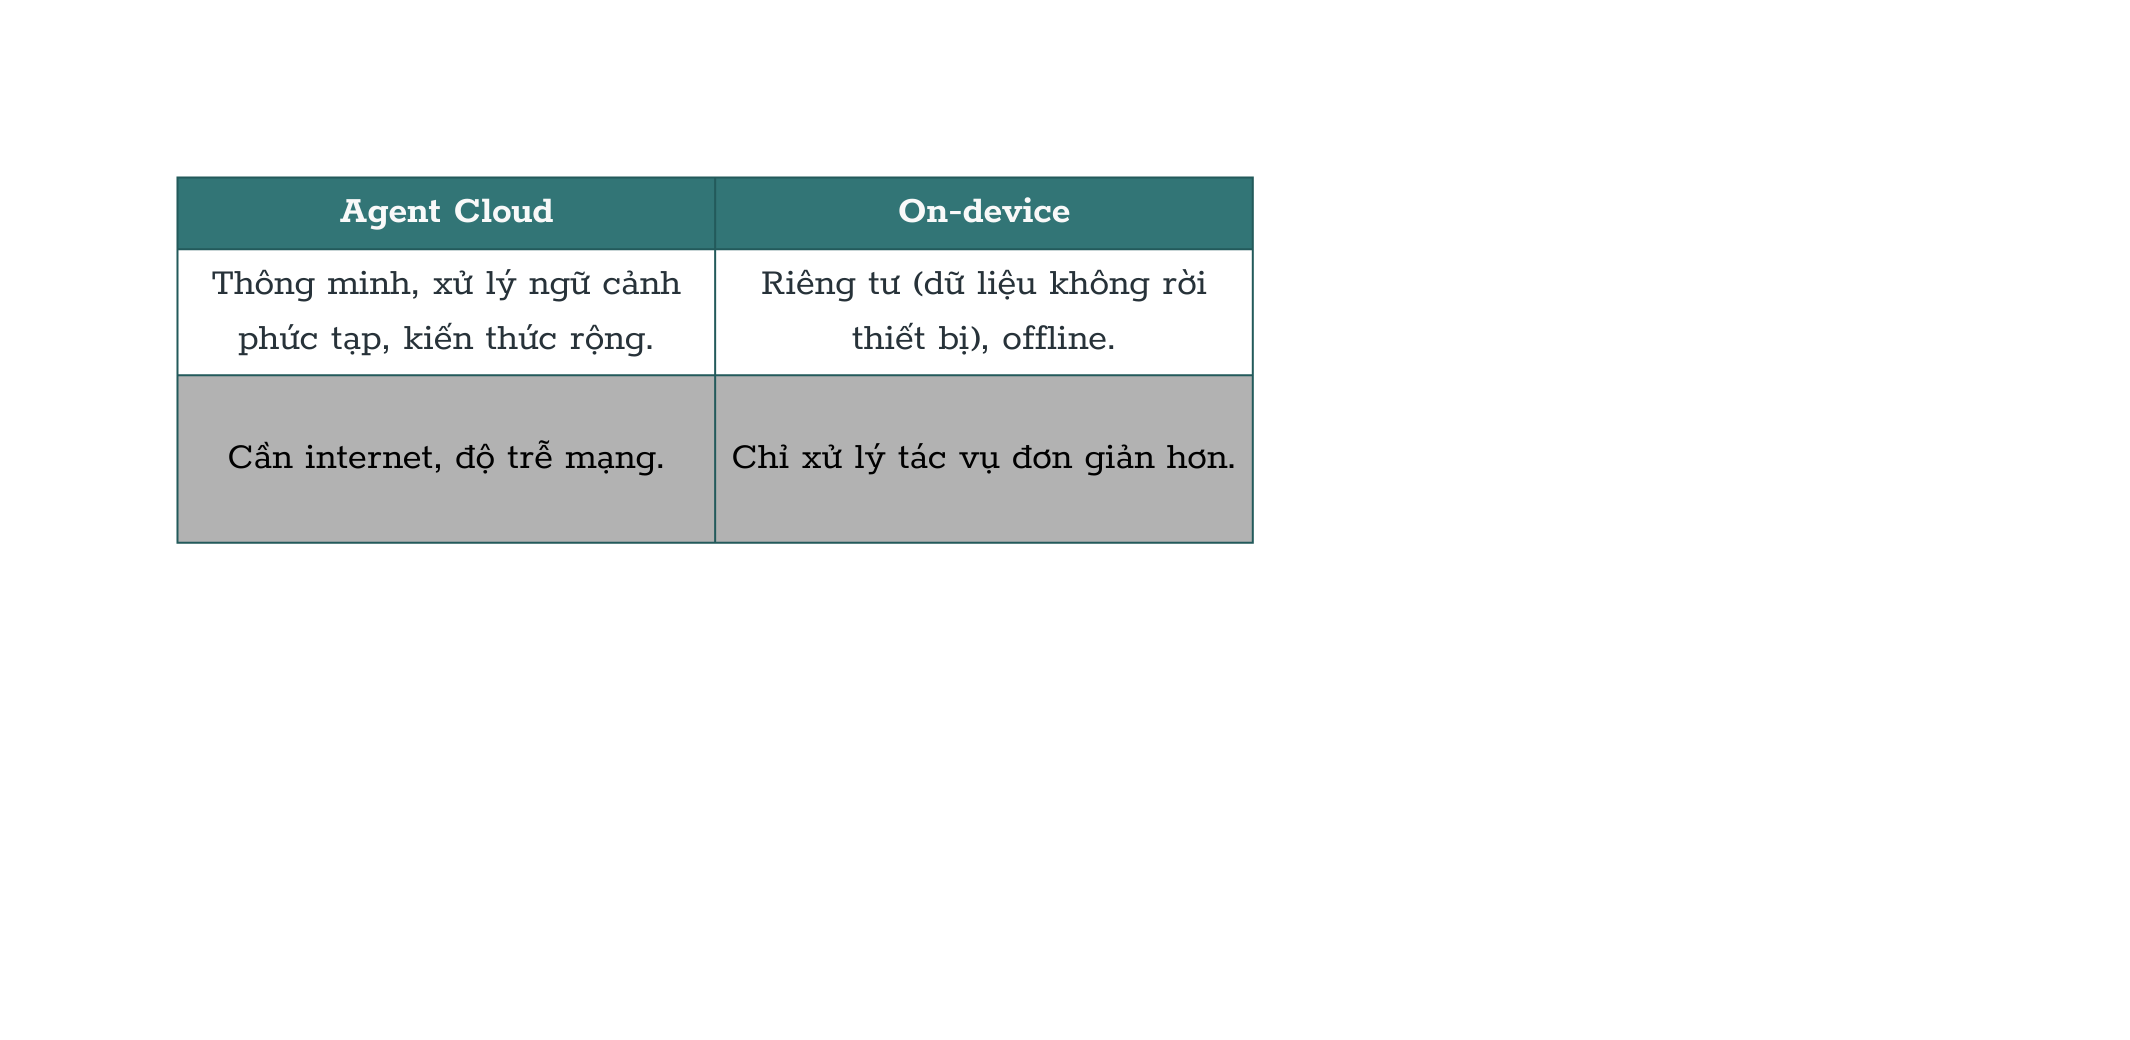 Agent Cloud
On-device
Thông minh, xử lý ngữ cảnh
phức tạp, kiến thức rộng.
Riêng tư (dữ liệu không rời
thiết bị), offline.
Cần internet, độ trễ mạng.
Chỉ xử lý tác vụ đơn giản hơn.